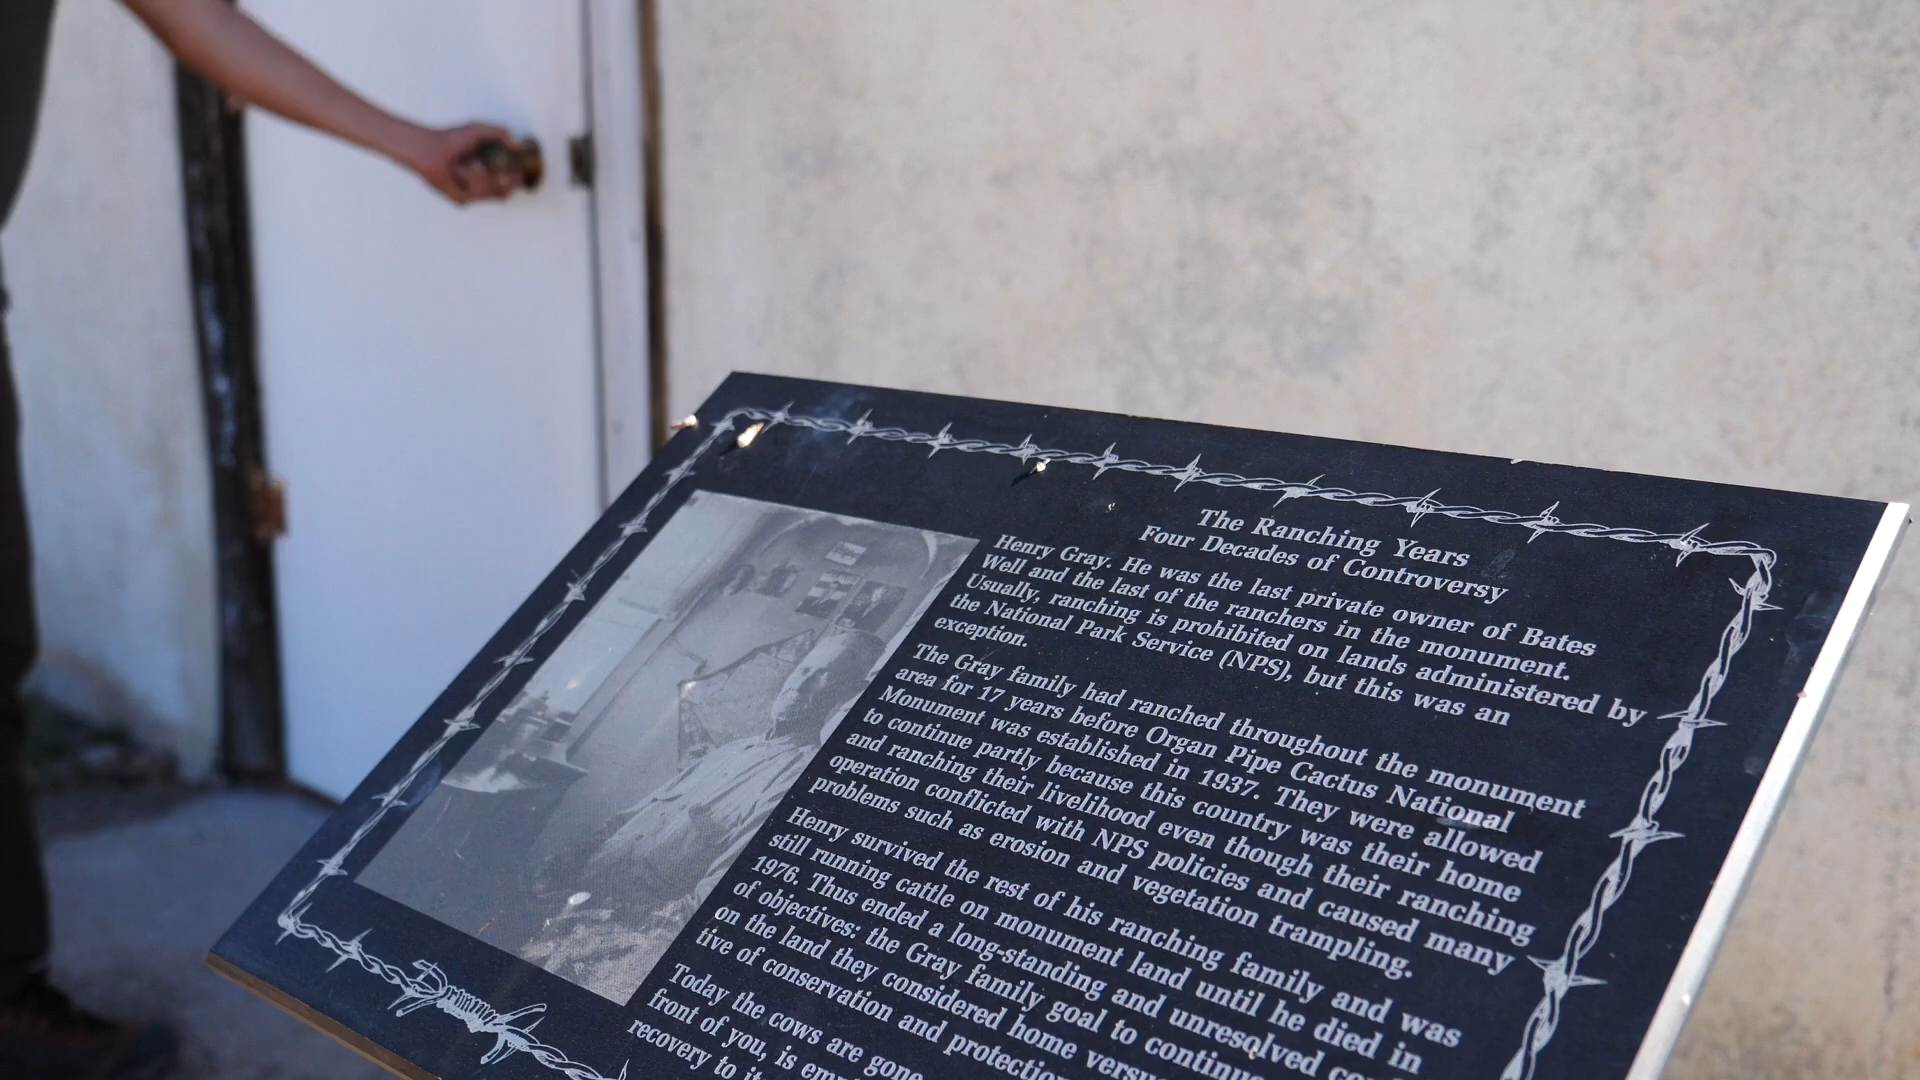 The Ranching Years
Four Decades of Controversy
Henry Gray. He was the last private owner of Bates
Well and the last of the ranchers in the monument.
Usually, ranching is prohibited on lands administered by
the National Park Service (NPS), but this was an
exception.
The Gray family had ranched throughout the monument
area for 17 years before Organ Pipe Cactus National
Monument was established in 1937. They were allowed
to continue partly because this country was their home
and ranching their livelihood even though their ranching
operation conflicted with NPS policies and caused many
problems such as erosion and vegetation trampling.
Henry survived the rest of his ranching family and was
still running cattle on monument land until he died in
1976. Thus ended a long-standing and unresolved
of objectives: the Gray family goal to continue
on the land they considered home versus
tive of conservation and protection
Today the cows are gone
front of you, is
recovery to